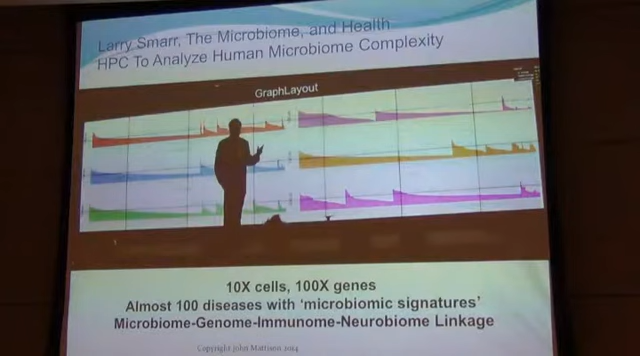 Larry Smarr, The Microbiome, and Health
HPC To Analyze Human Microbiome Complexity
GraphLayout
10X cells, 100X genes
Almost 100 diseases with ‘microbiomic signatures’
Microbiome-Genome-Immunome-Neurobiome Linkage
Copyright John Mattison 2014